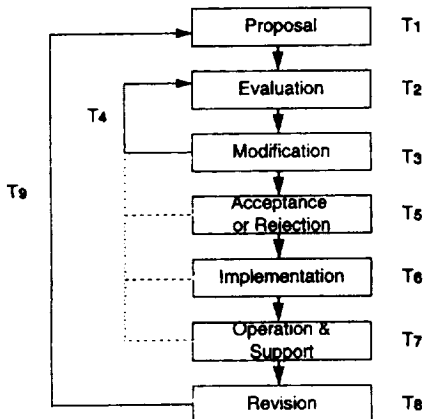 Proposal T1
Evaluation T2
T4
Modification T3
T9
Acceptance
or Rejection T5
Implementation T6
Operation &
Support T7
Revision T8